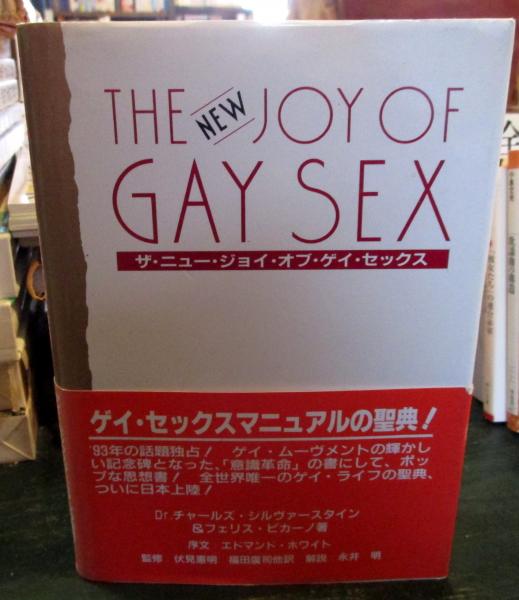 THE NEW JOY OF
GAY SEX
ザ・ニュー・ジョイ・オブ・ゲイ・セックス
ゲイ・セックスマニュアルの聖典!
'93年の話題独占! ゲイ・ムーヴメントの輝かし
い記念碑となった、「意識革命」の書にして、ポッ
プな思想書! 全世界唯一のゲイ・ライフの聖典、
ついに日本上陸!
Dr.チャールズ・シルヴァースタイン
&フェリス・ピカーノ著
序文 エドマンド・ホワイト
監修 伏見憲明 福田廣司他訳 解説 永井 明